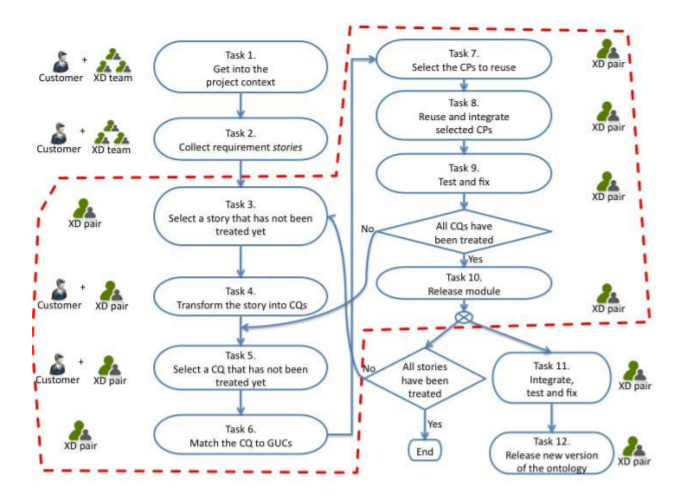 Customer
+
XD team
Task 1.
Get into the
project context
Customer
+
XD team
Task 2.
Collect requirement stories
XD pair
Task 3.
Select a story that has not been
treated yet
Customer
+
XD pair
Task 4.
Transform the story into CQs
Customer
+
XD pair
Task 5.
Select a CQ that has not been
treated yet
XD pair
Task 6.
Match the CQ to GUCs
Task 7.
Select the CPs to reuse
XD pair
Task 8.
Reuse and integrate
selected CPs
XD pair
Task 9.
Test and fix
XD pair
No
All CQs have
been treated
Yes
Task 10.
Release module
XD pair
No
All stories
have been
treated
Yes
End
Task 11.
Integrate,
test and fix
XD pair
Task 12.
Release new version
of the ontology
XD pair